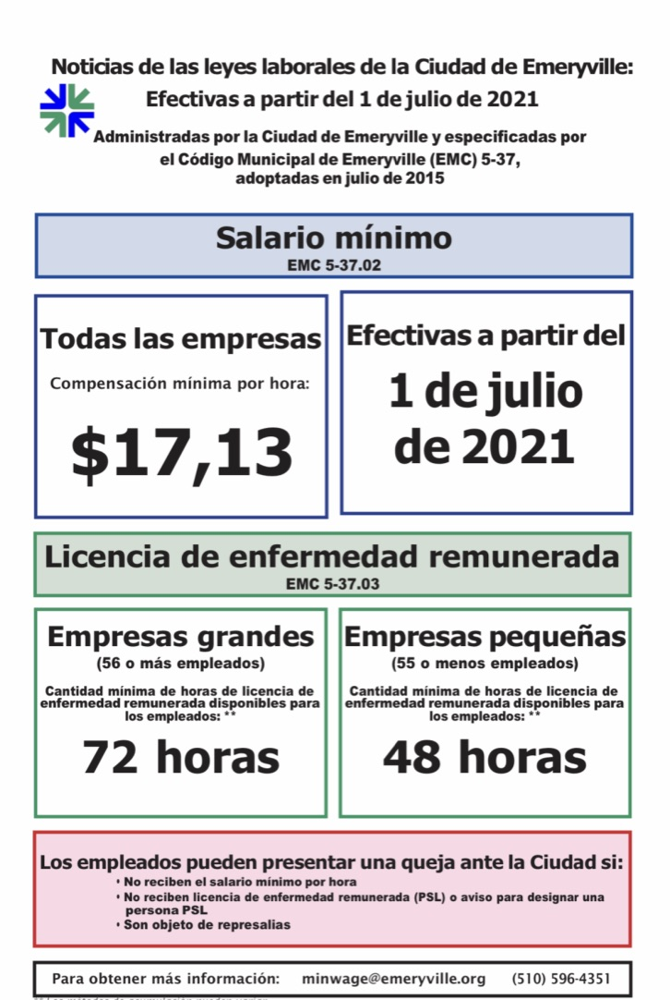 Noticias de las leyes laborales de la Ciudad de Emeryville:
Efectivas a partir del 1 de julio de 2021
Administradas por la Ciudad de Emeryville y especificadas por
el Código Municipal de Emeryville (EMC) 5-37,
adoptadas en julio de 2015
Salario mínimo
EMC 5-37.02
Todas las empresas
Compensación mínima por hora:
$17,13
Efectivas a partir del
1 de julio
de 2021
Licencia de enfermedad remunerada
EMC 5-37.03
Empresas grandes
(56 o más empleados)
Cantidad mínima de horas de licencia de
enfermedad remunerada disponibles para
los empleados: **
72 horas
Empresas pequeñas
(55 o menos empleados)
Cantidad mínima de horas de licencia de
enfermedad remunerada disponibles para
los empleados: **
48 horas
Los empleados pueden presentar una queja ante la Ciudad si:
• No reciben el salario mínimo por hora
• No reciben licencia de enfermedad remunerada (PSL) o aviso para designar una
persona PSL
• Son objeto de represalias
Para obtener más información: minwage@emeryville.org (510) 596-4351